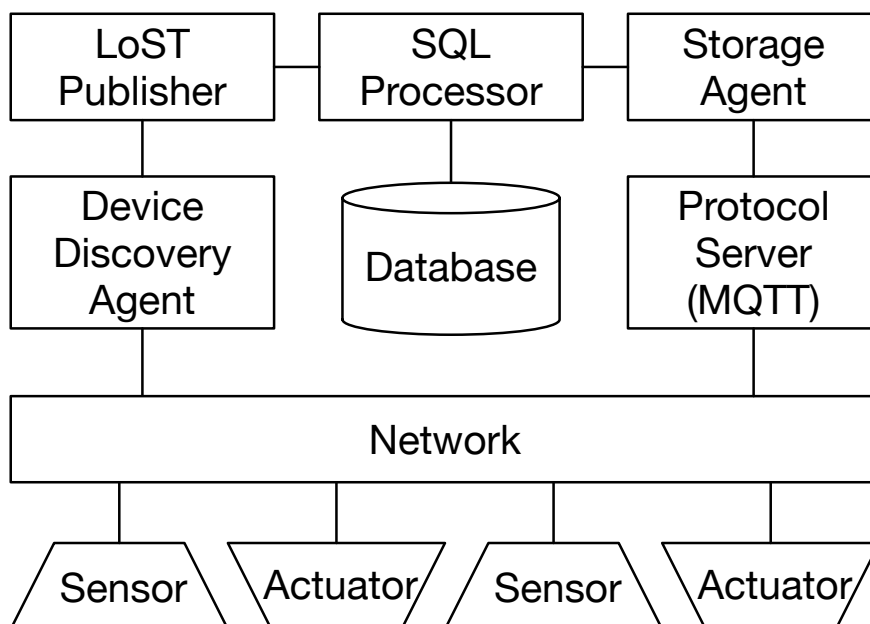 LoST
Publisher
SQL
Processor
Storage
Agent
Device
Discovery
Agent
Database
Protocol
Server
(MQTT)
Network
Sensor
Actuator
Sensor
Actuator